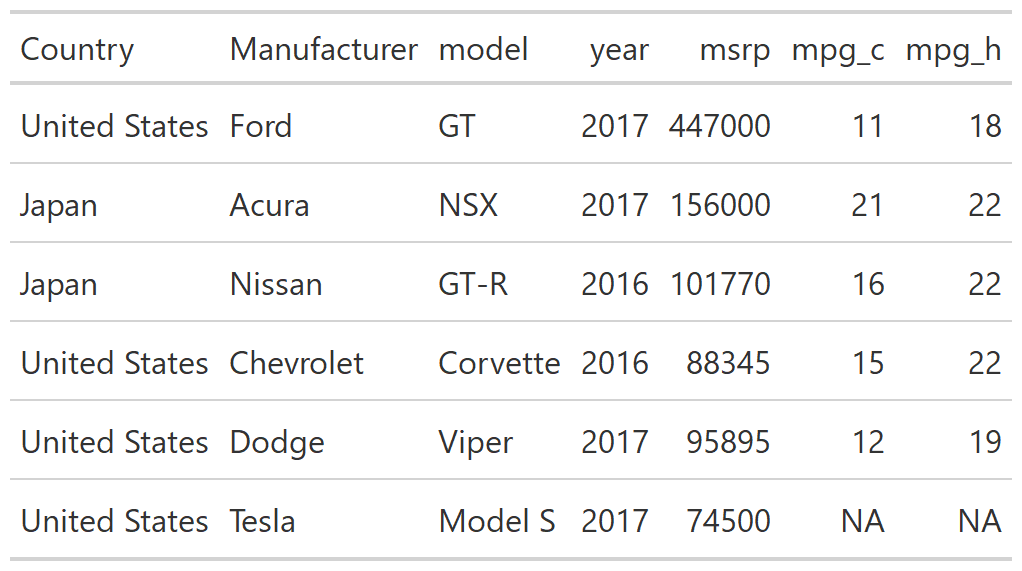 Country Manufacturer model year msrp mpg_c mpg_h
United States Ford GT 2017 447000 11 18
Japan Acura NSX 2017 156000 21 22
Japan Nissan GT-R 2016 101770 16 22
United States Chevrolet Corvette 2016 88345 15 22
United States Dodge Viper 2017 95895 12 19
United States Tesla Model S 2017 74500 NA NA